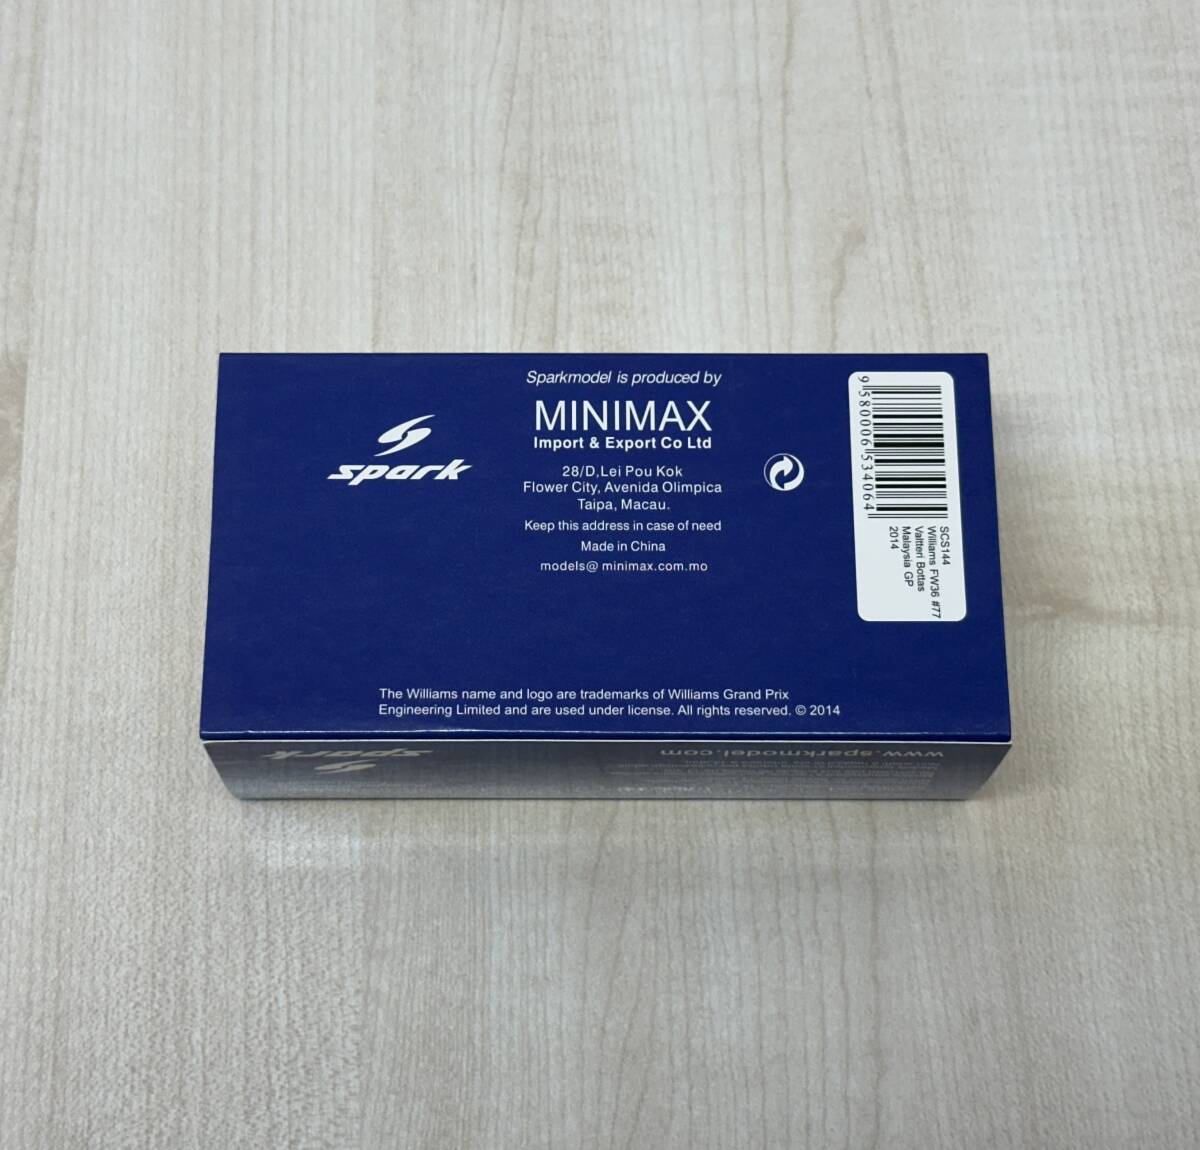 Sparkmodel is produced by
MINIMAX
Import & Export Co Ltd
28/D,Lei Pou Kok
Flower City, Avenida Olimpica
Taipa, Macau.
Keep this address in case of need
Made in China
models@ minimax.com.mo
spark
9 580006 534064
SCS144
Williams FW36 #77
Valtteri Bottas
Malaysia GP
2014
The Williams name and logo are trademarks of Williams Grand Prix
Engineering Limited and are used under license. All rights reserved. © 2014
spark
www.sparkmodel.com